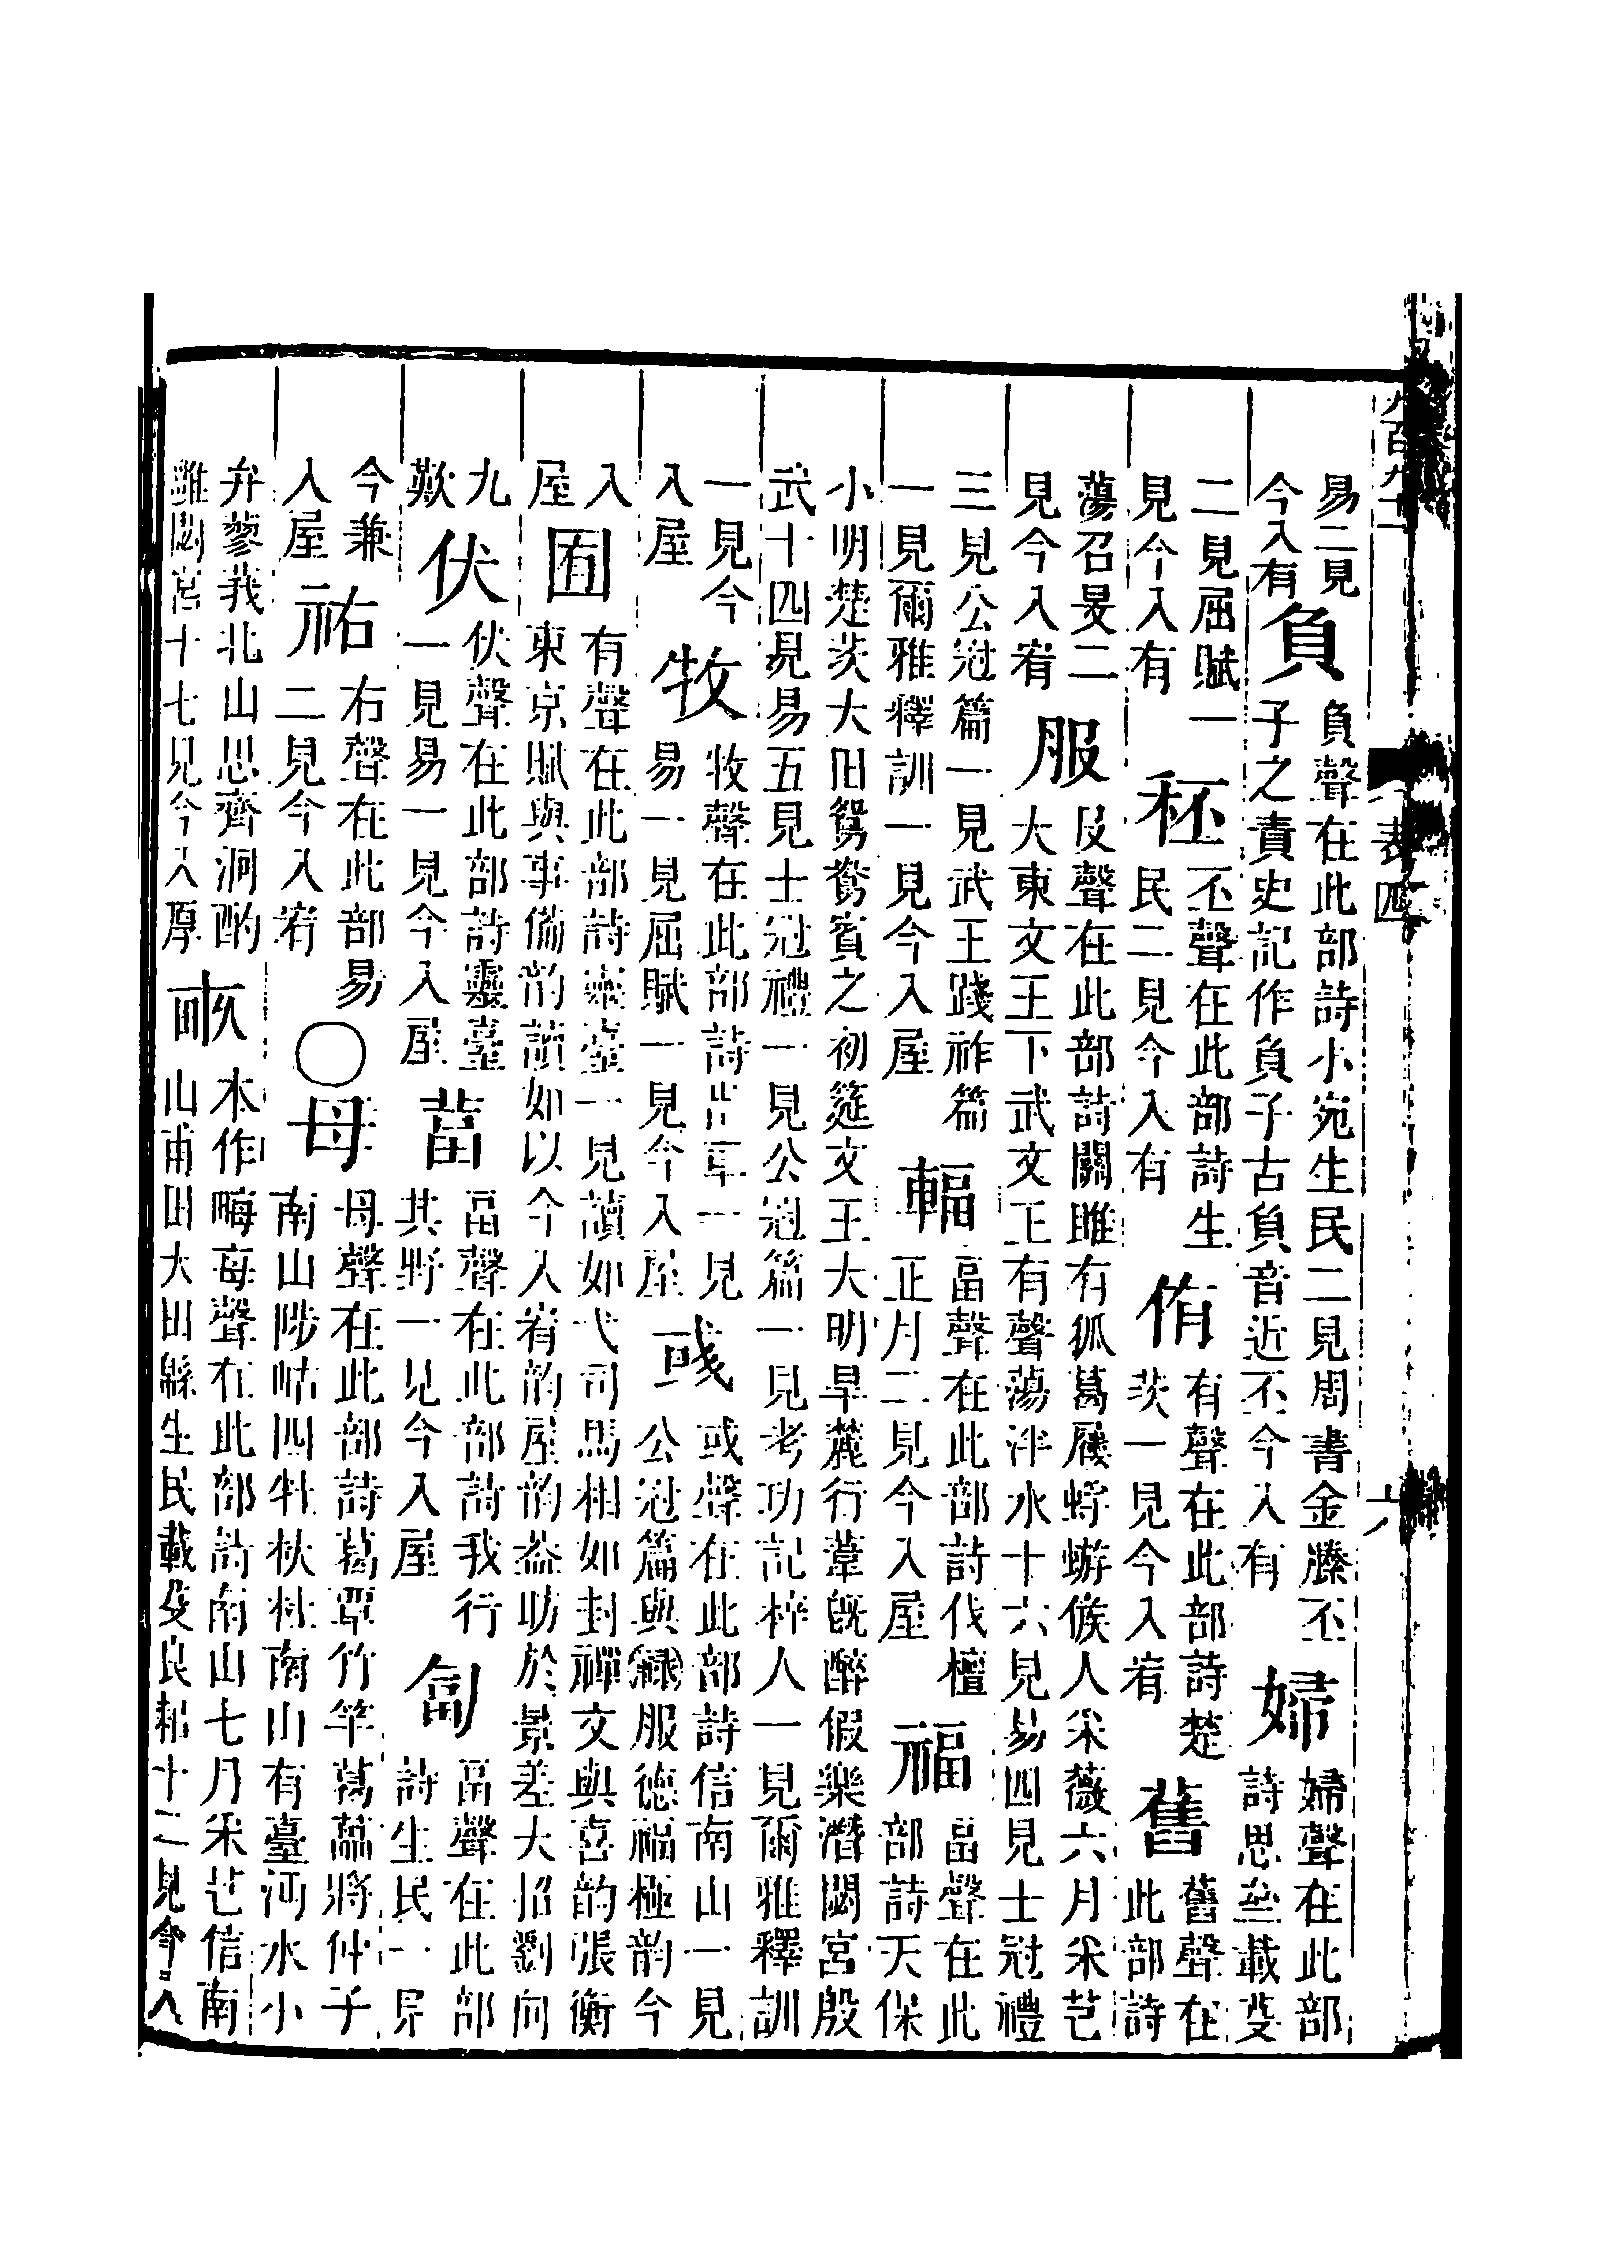 易二見今入有負負聲在此部詩小宛生民二見周書金縢丕子之責史記作負子古負音近丕今入有婦婦聲在此部詩思齊載芟
二見屈賦一見今入有秠丕聲在此部詩生民二見今入有侑有聲在此部詩楚茨一見今入宥舊舊聲在此部詩
蕩召旻二見今入宥服𠬝聲在此部詩關雎有狐葛屨蜉蝣候人采薇六月采芑大東文王下武文王有聲蕩泮水十六見易四見士冠禮
三見公冠篇一見武王踐祚篇一見爾雅釋訓一見今入屋輻畐聲在此部詩伐檀正月二見今入屋福畐聲在此部詩天保
小明楚茨大田鴛鴦賓之初筵文王大明旱麓行葦旣醉假樂潛閟宮殷武十四見易五見士冠禮一見公冠篇一見考功記梓人一見爾雅釋訓
一見今入屋牧牧聲在此部詩出車一見易一見屈賦一見今入屋彧或聲在此部詩信南山一見公冠篇與祿服德福極韵今
入屋囿有聲在此部詩靈臺一見讀如弋司馬相如封禪文與喜韵張衡東京賦與事備韵讀如以今入宥韵屋韵葢昉於景差大招劉向
九歎伏伏聲在此部詩靈臺一見易一見今入屋葍畐聲在此部詩我行其野一見今入屋匐畐聲在此部詩生民一見
今兼入屋祐右聲在此部易二見今入宥○母母聲在此部詩葛覃竹竿葛藟將仲子南山陟岵四牡杕杜南山有臺沔水小
弁蓼莪北山思齊泂酌雝閟宮十七見今入厚畝本作畮每聲在此部詩南山七月采芑信南山甫田大田緜生民載芟良耜十二見今入
表四
六